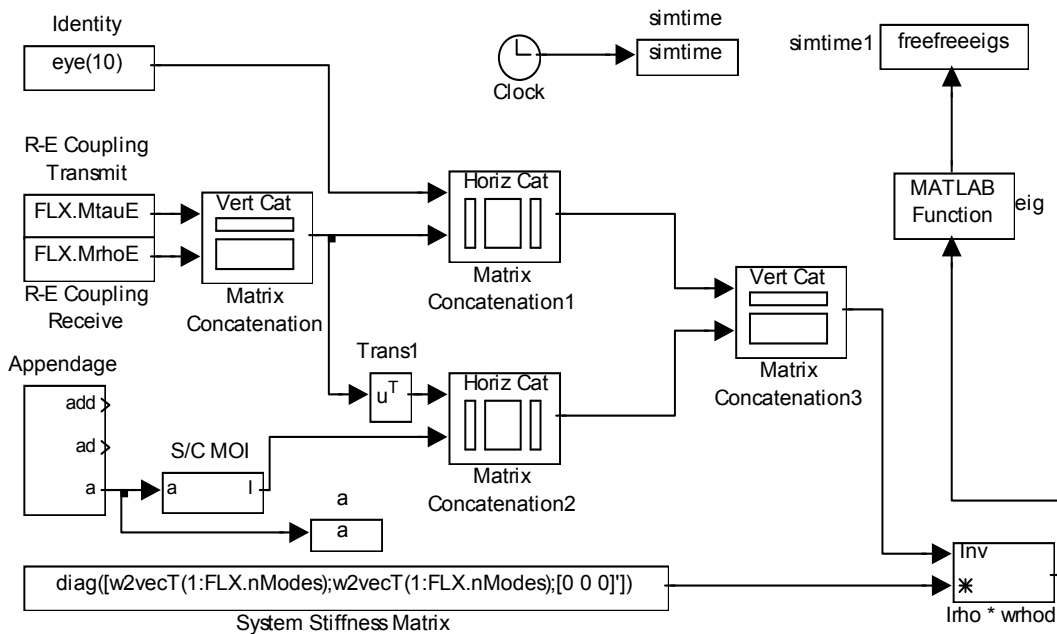 Identity
eye(10)
Clock
simtime
simtime
simtime1
freefreeeigs
MATLAB
Function
eig
R-E Coupling
Transmit
FLX.MtauE
FLX.MrhoE
R-E Coupling
Receive
Vert Cat
Matrix
Concatenation
Horiz Cat
Matrix
Concatenation1
Trans1
uT
Horiz Cat
Matrix
Concatenation2
Vert Cat
Matrix
Concatenation3
Appendage
add
ad
a
S/C MOI
a
I
a
a
diag([w2vecT(1:FLX.nModes);w2vecT(1:FLX.nModes);[0 0 0]'])
System Stiffness Matrix
Inv
*
Irho * wrhod